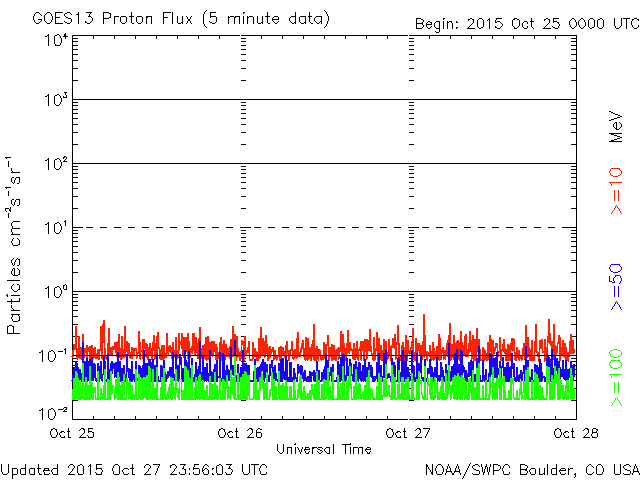 GOES13 Proton Flux (5 minute data)
Begin: 2015 Oct 25 0000 UTC
Particles cm⁻²s⁻¹sr⁻¹
10⁴
10³
10²
10¹
10⁰
10⁻¹
10⁻²
Oct 25
Oct 26
Oct 27
Oct 28
Universal Time
MeV
>=10
>=50
>=100
Updated 2015 Oct 27 23:56:03 UTC
NOAA/SWPC Boulder, CO USA